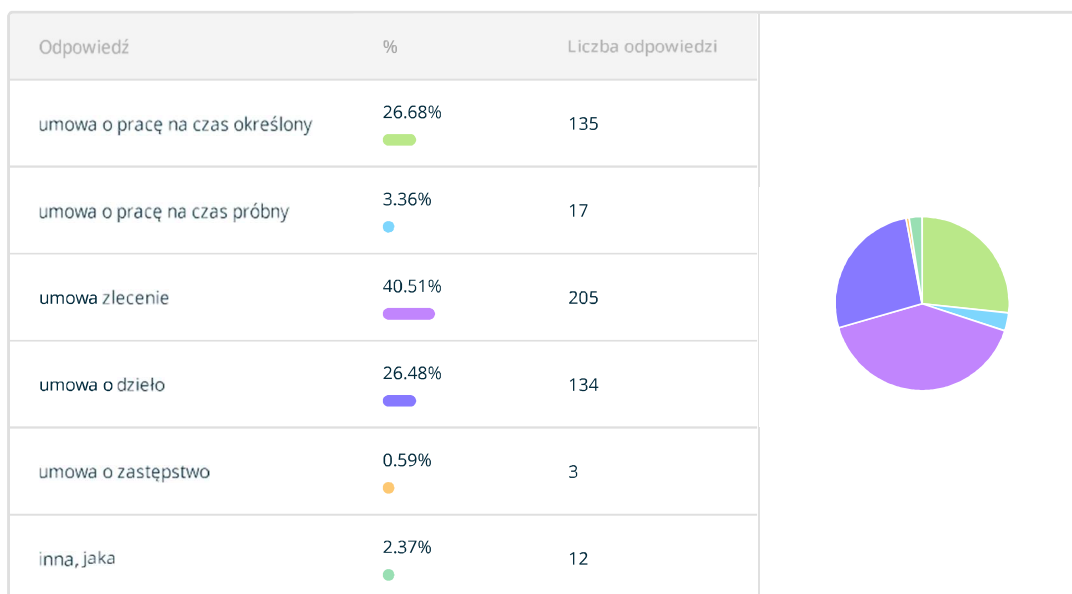 Odpowiedź % Liczba odpowiedzi
umowa o pracę na czas określony 26.68% 135
umowa o pracę na czas próbny 3.36% 17
umowa zlecenie 40.51% 205
umowa o dzieło 26.48% 134
umowa o zastępstwo 0.59% 3
inna, jaka 2.37% 12